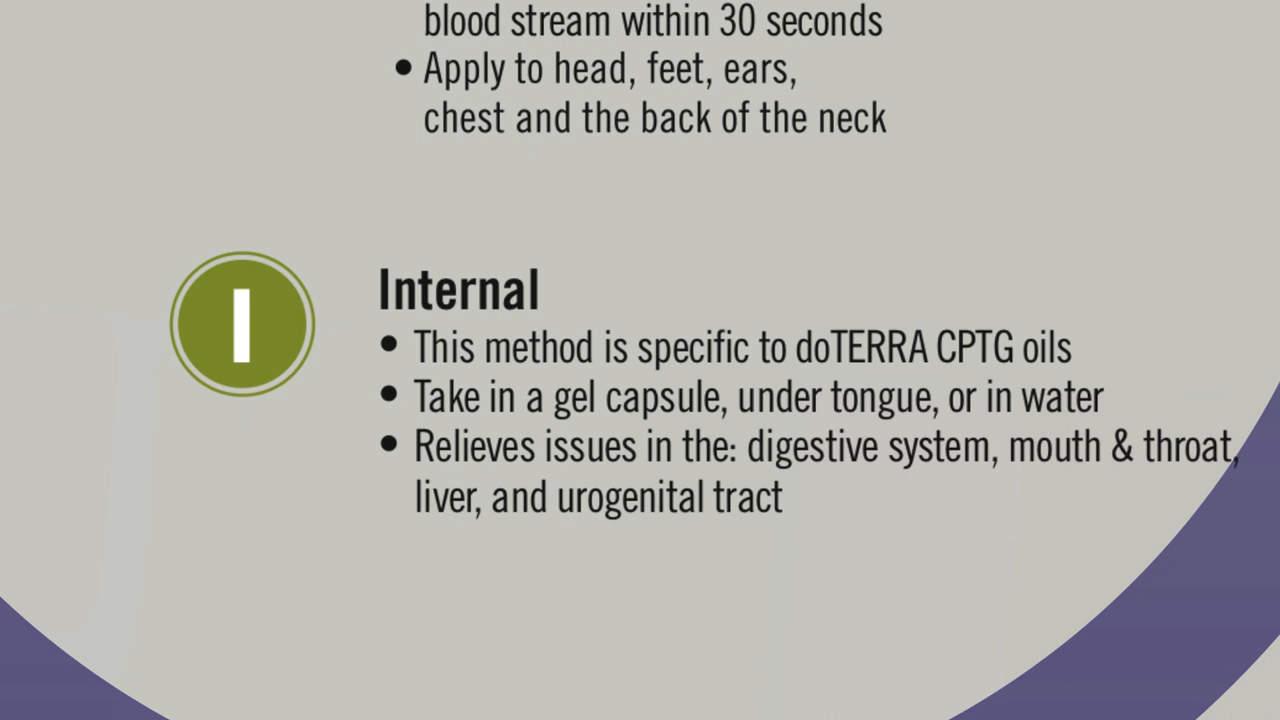 blood stream within 30 seconds
• Apply to head, feet, ears,
chest and the back of the neck
I
Internal
• This method is specific to doTERRA CPTG oils
• Take in a gel capsule, under tongue, or in water
• Relieves issues in the: digestive system, mouth & throat,
liver, and urogenital tract